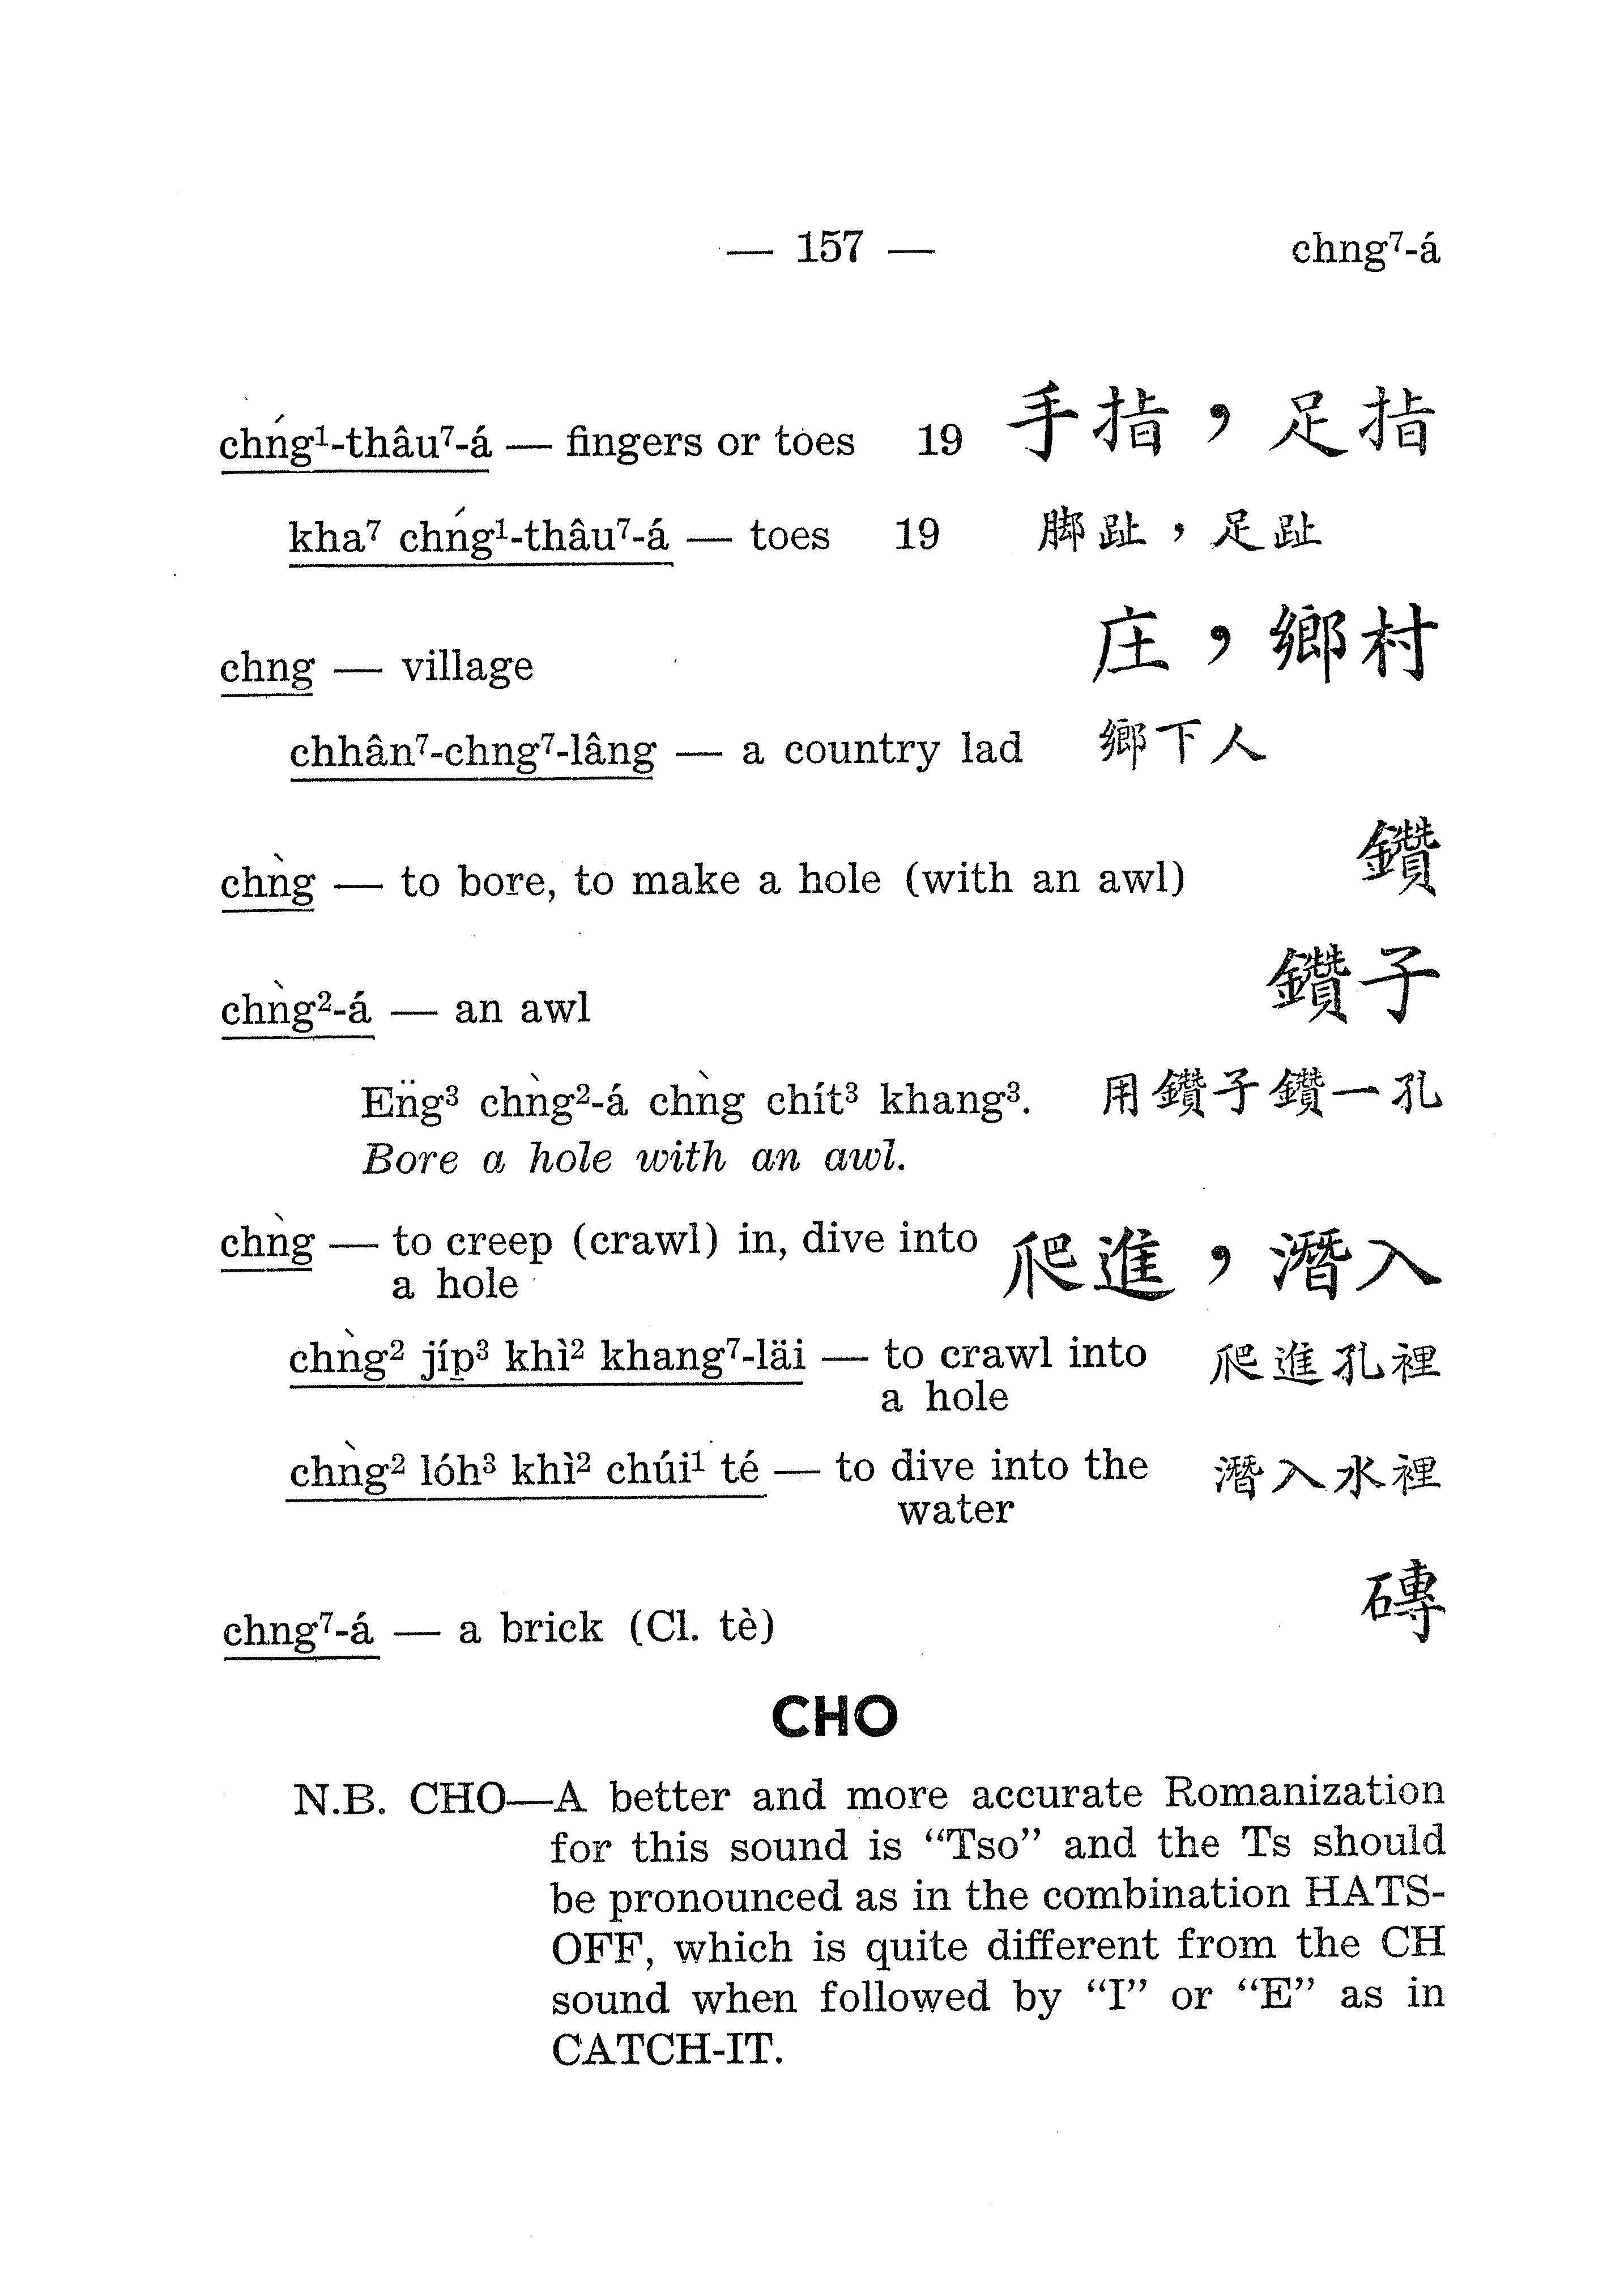 — 157 — chng⁷-á
chńg¹-thâu⁷-á — fingers or toes 19 手指，足指
kha⁷ chńg¹-thâu⁷-á — toes 19 脚趾，足趾
chng — village 庄，鄉村
chhân⁷-chng⁷-lâng — a country lad 鄉下人
chǹg — to bore, to make a hole (with an awl) 鑽
chǹg²-á — an awl 鑽子
En̈g³ chǹg²-á chǹg chít³ khang³. 用鑽子鑽一孔
Bore a hole with an awl.
chǹg — to creep (crawl) in, dive into 爬進，潛入
a hole
chǹg² jíp³ khì² khang⁷-läi — to crawl into 爬進孔裡
a hole
chǹg² lóh³ khì² chúi¹ té — to dive into the 潛入水裡
water
chng⁷-á — a brick (Cl. tè) 磚
CHO
N.B. CHO—A better and more accurate Romanization
for this sound is “Tso” and the Ts should
be pronounced as in the combination HATS-
OFF, which is quite different from the CH
sound when followed by “I” or “E” as in
CATCH-IT.